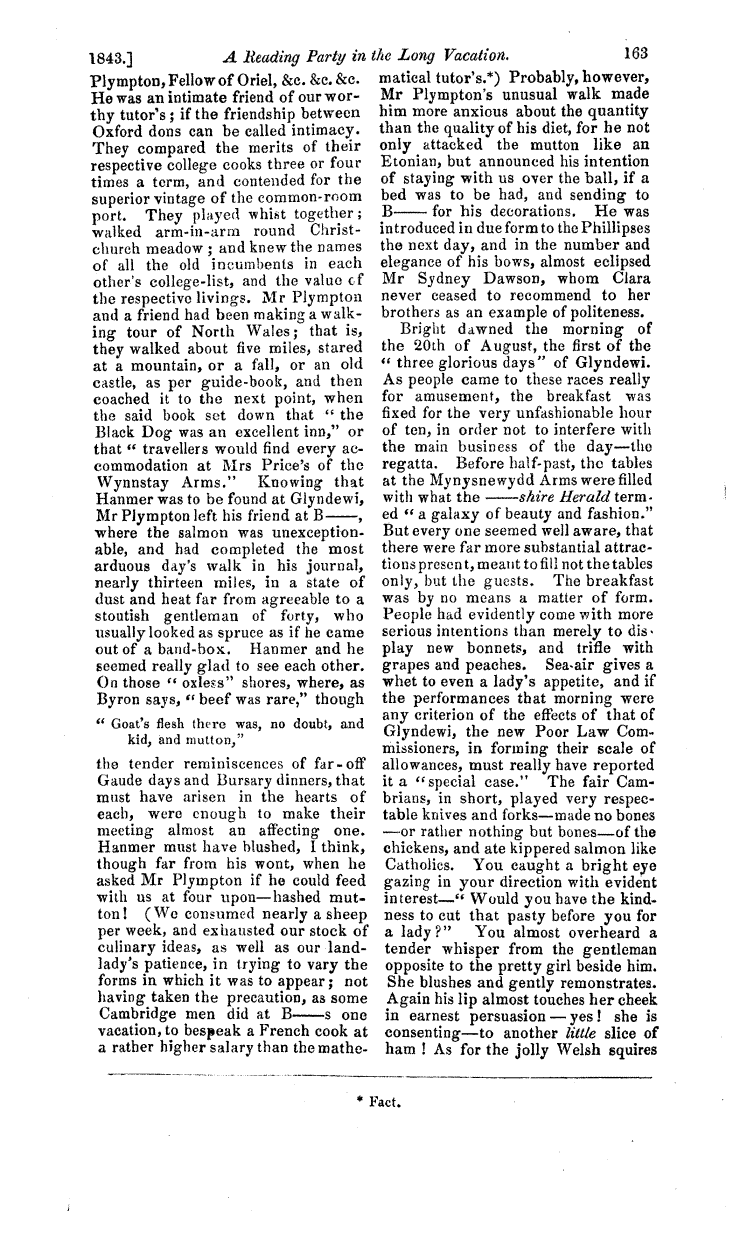 1843.] A Reading Party in the Long Vacation. 163
Plympton, Fellow of Oriel, &c. &c. &c.
He was an intimate friend of our wor-
thy tutor's; if the friendship between
Oxford dons can be called intimacy.
They compared the merits of their
respective college cooks three or four
times a term, and contended for the
superior vintage of the common-room
port. They played whist together;
walked arm-in-arm round Christ-
church meadow; and knew the names
of all the old incumbents in each
other's college-list, and the value of
the respective livings. Mr Plympton
and a friend had been making a walk-
ing tour of North Wales; that is,
they walked about five miles, stared
at a mountain, or a fall, or an old
castle, as per guide-book, and then
coached it to the next point, when
the said book set down that "the
Black Dog was an excellent inn," or
that "travellers would find every ac-
commodation at Mrs Price's of the
Wynnstay Arms." Knowing that
Hanmer was to be found at Glyndewi,
Mr Plympton left his friend at B——,
where the salmon was unexception-
able, and had completed the most
arduous day's walk in his journal,
nearly thirteen miles, in a state of
dust and heat far from agreeable to a
stoutish gentleman of forty, who
usually looked as spruce as if he came
out of a band-box. Hanmer and he
seemed really glad to see each other.
On those "oxless" shores, where, as
Byron says, "beef was rare," though
"Goat's flesh there was, no doubt, and
kid, and mutton,"
the tender reminiscences of far-off
Gaude days and Bursary dinners, that
must have arisen in the hearts of
each, were enough to make their
meeting almost an affecting one.
Hanmer must have blushed, I think,
though far from his wont, when he
asked Mr Plympton if he could feed
with us at four upon—hashed mut-
ton! (We consumed nearly a sheep
per week, and exhausted our stock of
culinary ideas, as well as our land-
lady's patience, in trying to vary the
forms in which it was to appear; not
having taken the precaution, as some
Cambridge men did at B——s one
vacation, to bespeak a French cook at
a rather higher salary than the mathe-
matical tutor's.*) Probably, however,
Mr Plympton's unusual walk made
him more anxious about the quantity
than the quality of his diet, for he not
only attacked the mutton like an
Etonian, but announced his intention
of staying with us over the ball, if a
bed was to be had, and sending to
B—— for his decorations. He was
introduced in due form to the Phillipses
the next day, and in the number and
elegance of his bows, almost eclipsed
Mr Sydney Dawson, whom Clara
never ceased to recommend to her
brothers as an example of politeness.
Bright dawned the morning of
the 20th of August, the first of the
"three glorious days" of Glyndewi.
As people came to these races really
for amusement, the breakfast was
fixed for the very unfashionable hour
of ten, in order not to interfere with
the main business of the day—the
regatta. Before half-past, the tables
at the Mynysnewydd Arms were filled
with what the ——shire Herald term-
ed "a galaxy of beauty and fashion."
But every one seemed well aware, that
there were far more substantial attrac-
tions present, meant to fill not the tables
only, but the guests. The breakfast
was by no means a matter of form.
People had evidently come with more
serious intentions than merely to dis-
play new bonnets, and trifle with
grapes and peaches. Sea-air gives a
whet to even a lady's appetite, and if
the performances that morning were
any criterion of the effects of that of
Glyndewi, the new Poor Law Com-
missioners, in forming their scale of
allowances, must really have reported
it a "special case." The fair Cam-
brians, in short, played very respec-
table knives and forks—made no bones
—or rather nothing but bones—of the
chickens, and ate kippered salmon like
Catholics. You caught a bright eye
gazing in your direction with evident
interest—"Would you have the kind-
ness to cut that pasty before you for
a lady?" You almost overheard a
tender whisper from the gentleman
opposite to the pretty girl beside him.
She blushes and gently remonstrates.
Again his lip almost touches her cheek
in earnest persuasion—yes! she is
consenting—to another little slice of
ham! As for the jolly Welsh squires
* Fact.